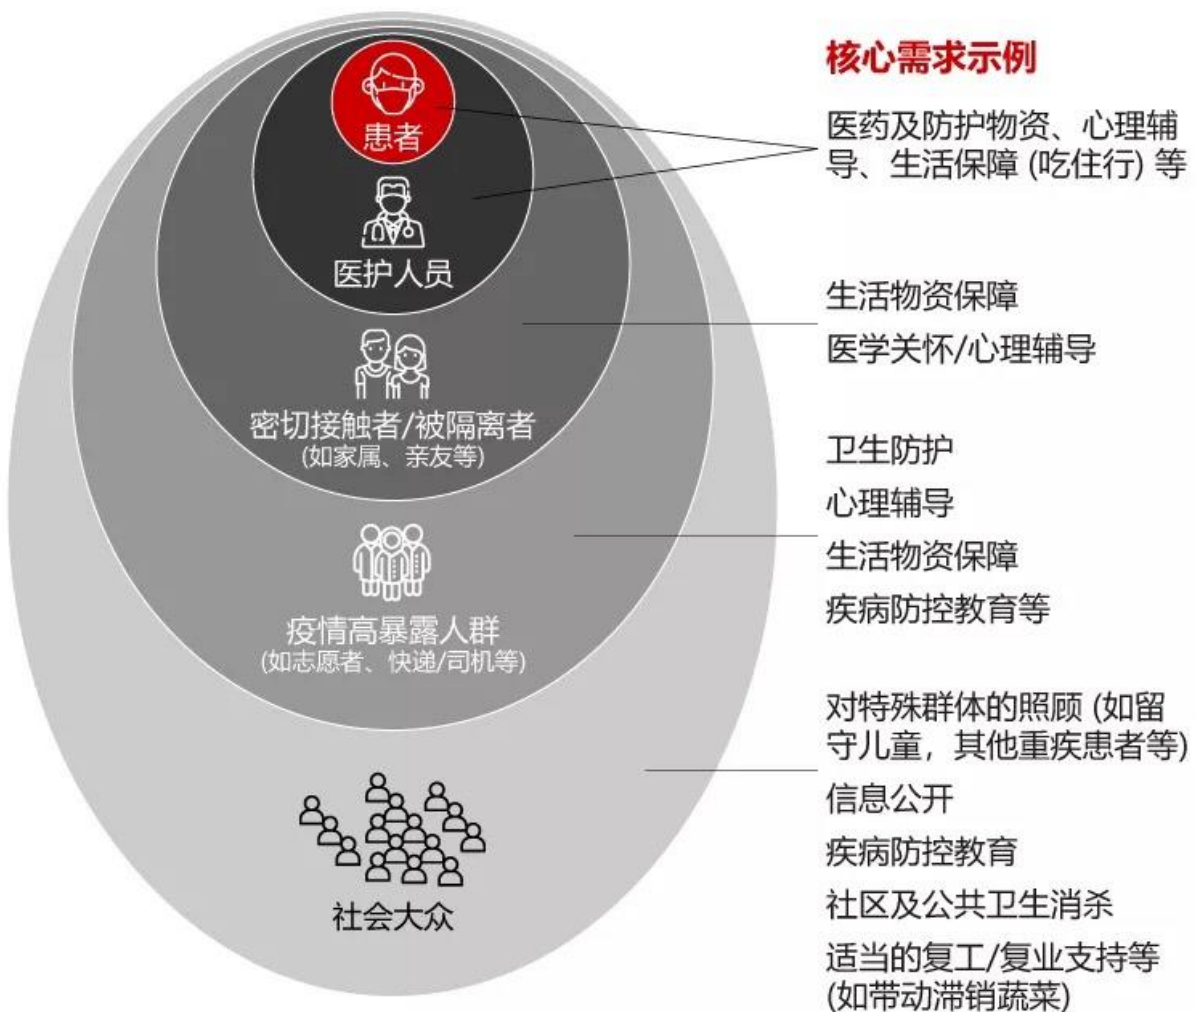 核心需求示例
患者
医护人员
医药及防护物资、心理辅
导、生活保障 (吃住行) 等
密切接触者/被隔离者
(如家属、亲友等)
生活物资保障
医学关怀/心理辅导
疫情高暴露人群
(如志愿者、快递/司机等)
卫生防护
心理辅导
生活物资保障
疾病防控教育等
社会大众
对特殊群体的照顾 (如留
守儿童，其他重疾患者等)
信息公开
疾病防控教育
社区及公共卫生消杀
适当的复工/复业支持等
(如带动滞销蔬菜)